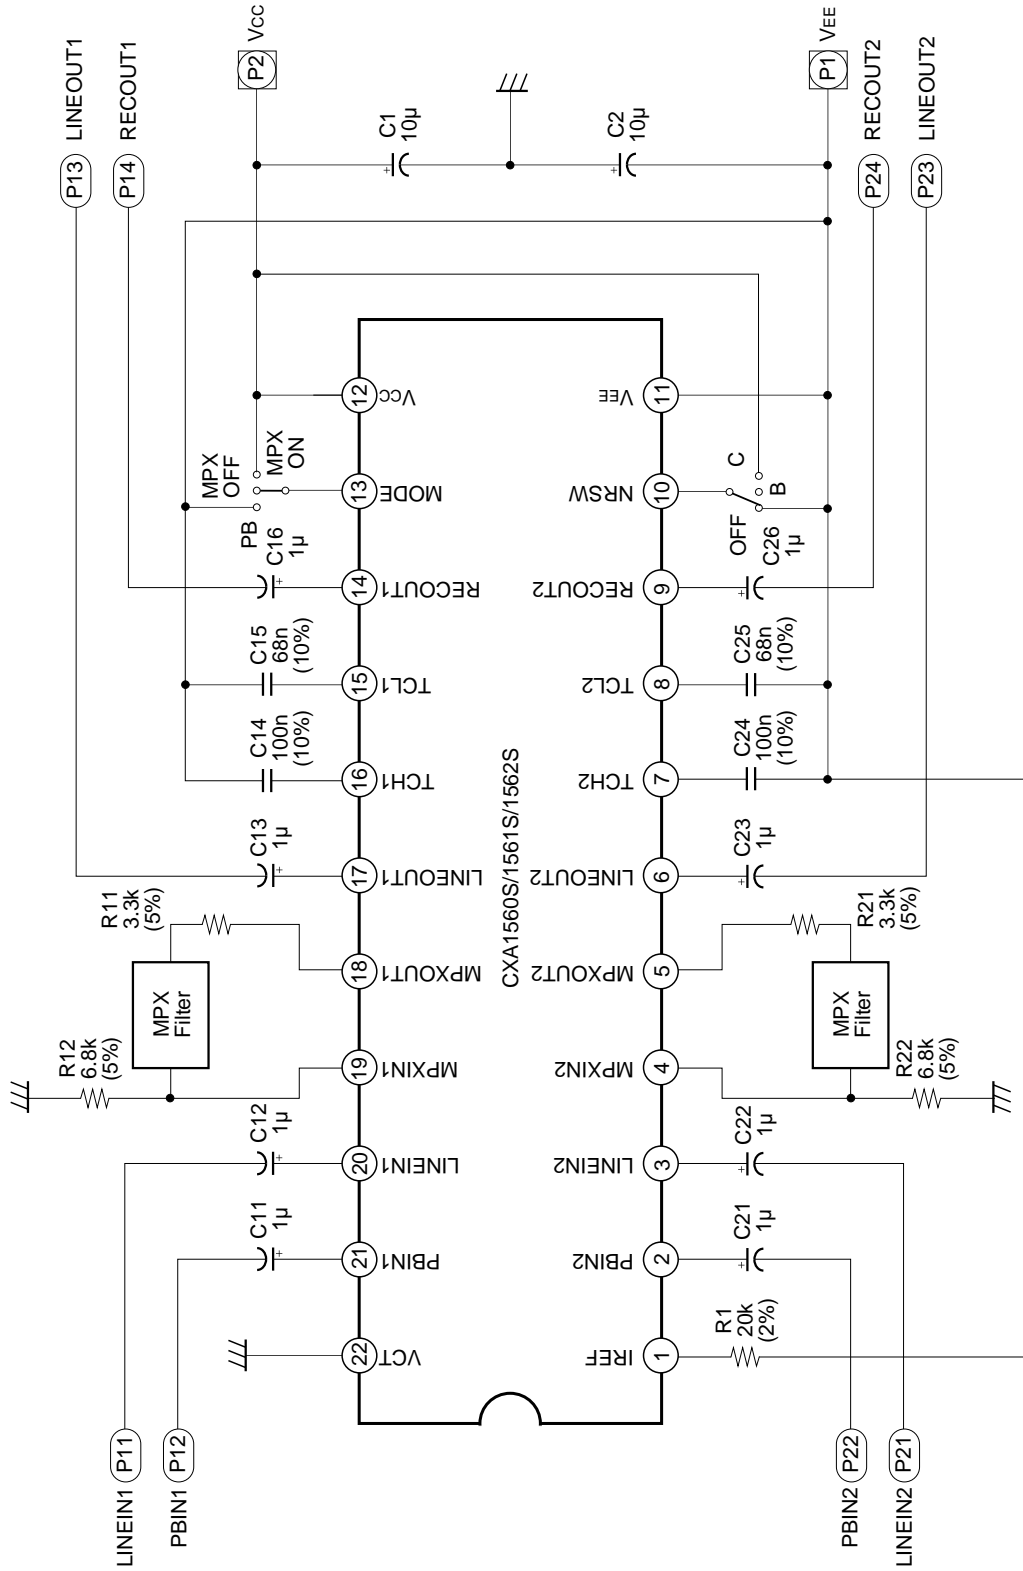 P13 LINEOUT1
P14 RECOUT1
P2 VCC
P1 VEE
P24 RECOUT2
P23 LINEOUT2
C1
10µ
C2
10µ
12
VCC
11
VEE
MPX
OFF
MPX
ON
PB
13
MODE
10
NRSW
C
B
OFF
C16
1µ
14
RECOUT1
9
RECOUT2
C26
1µ
C15
68n
(10%)
15
TCL1
8
TCL2
C25
68n
(10%)
C14
100n
(10%)
16
TCH1
7
TCH2
C24
100n
(10%)
C13
1µ
17
LINEOUT1
6
LINEOUT2
C23
1µ
CXA1560S/1561S/1562S
R11
3.3k
(5%)
MPX
Filter
18
MPXOUT1
5
MPXOUT2
R21
3.3k
(5%)
MPX
Filter
R12
6.8k
(5%)
19
MPXIN1
4
MPXIN2
R22
6.8k
(5%)
C12
1µ
20
LINEIN1
3
LINEIN2
C22
1µ
C11
1µ
21
PBIN1
2
PBIN2
C21
1µ
22
VCT
1
IREF
R1
20k
(2%)
LINEIN1 P11
PBIN1 P12
PBIN2 P22
LINEIN2 P21